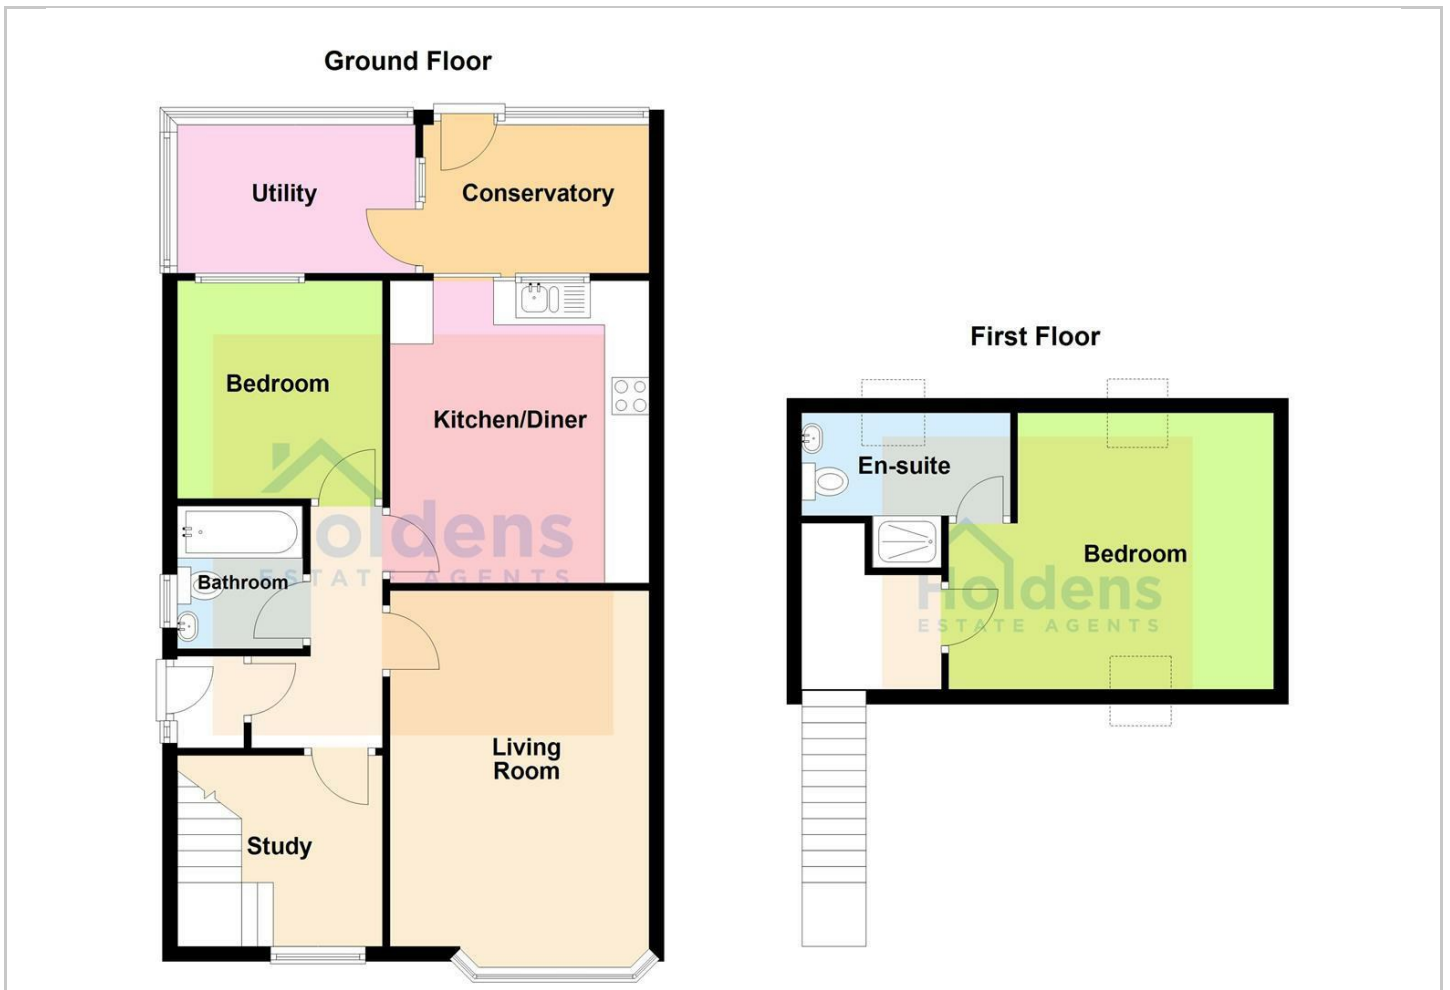 Ground Floor
Utility
Conservatory
First Floor
Bedroom
Kitchen/Diner
En-suite
Holdens
ESTATE AGENTS
Bedroom
Bathroom
Holdens
ESTATE AGENTS
Living
Room
Study